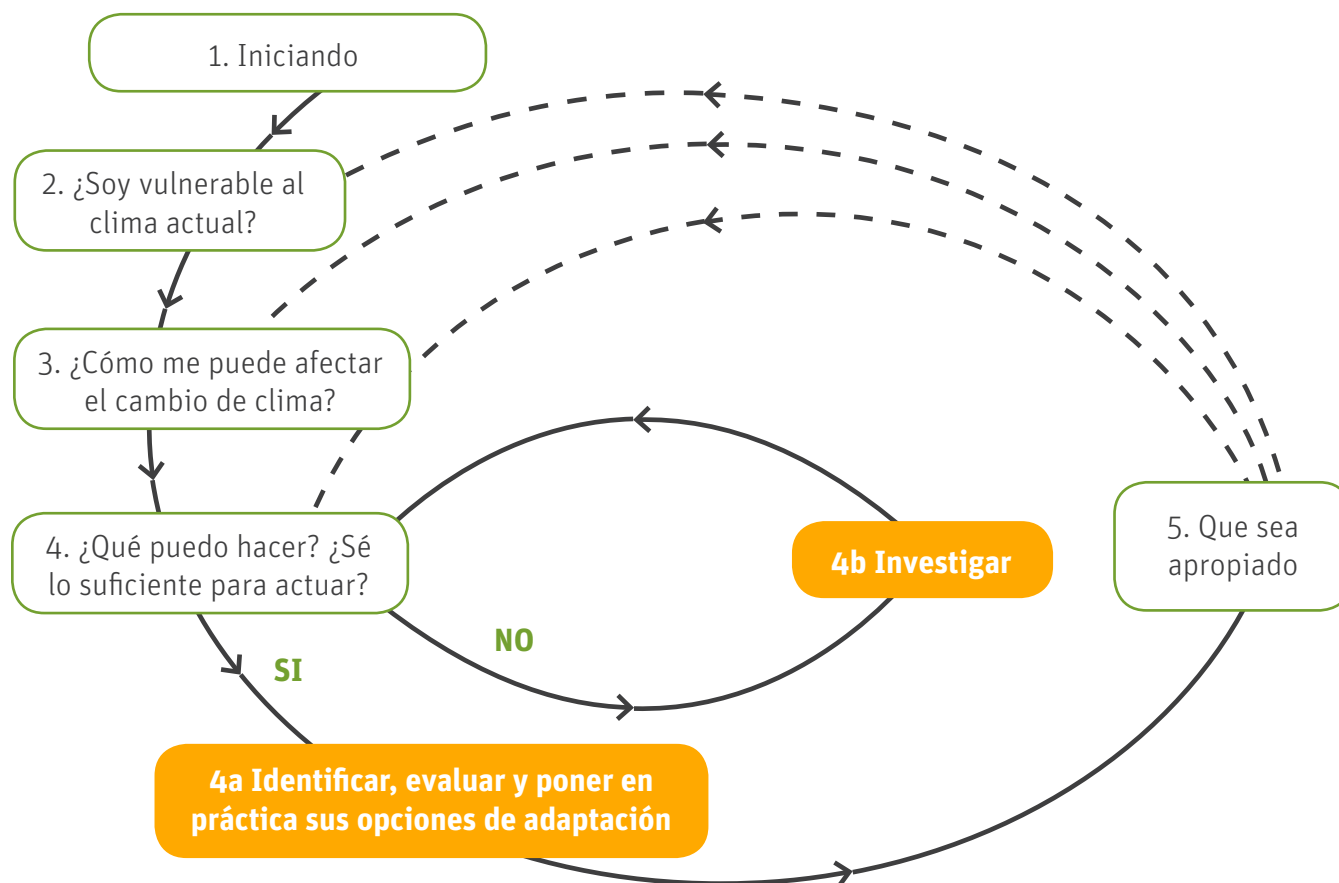 1. Iniciando
2. ¿Soy vulnerable al
clima actual?
3. ¿Cómo me puede afectar
el cambio de clima?
4. ¿Qué puedo hacer? ¿Sé
lo suficiente para actuar?
4b Investigar
5. Que sea
apropiado
NO
SI
4a Identificar, evaluar y poner en
práctica sus opciones de adaptación